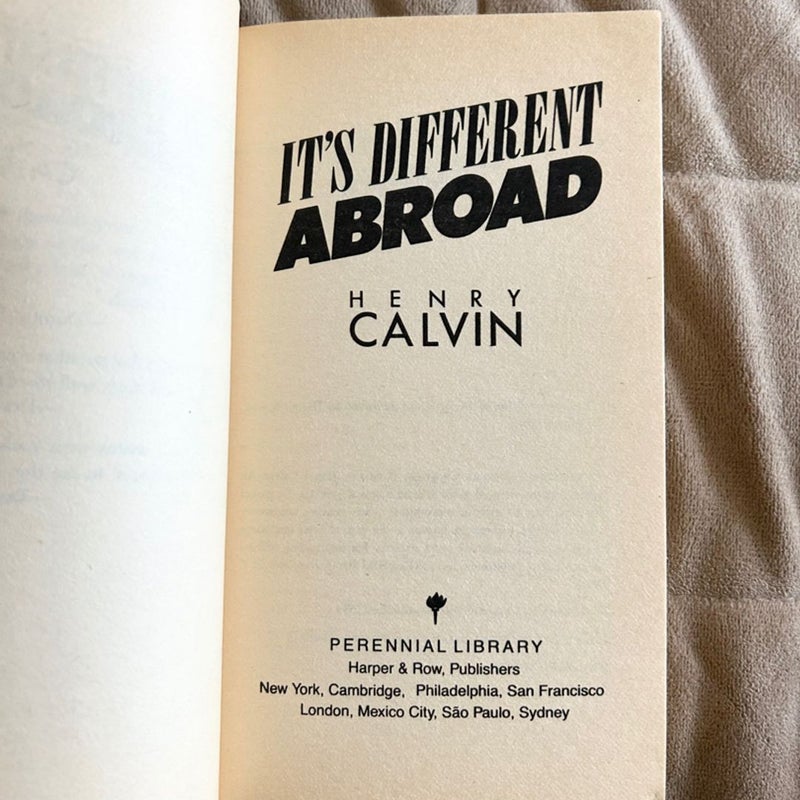 IT'S DIFFERENT
ABROAD
HENRY
CALVIN
PERENNIAL LIBRARY
Harper & Row, Publishers
New York, Cambridge, Philadelphia, San Francisco
London, Mexico City, São Paulo, Sydney